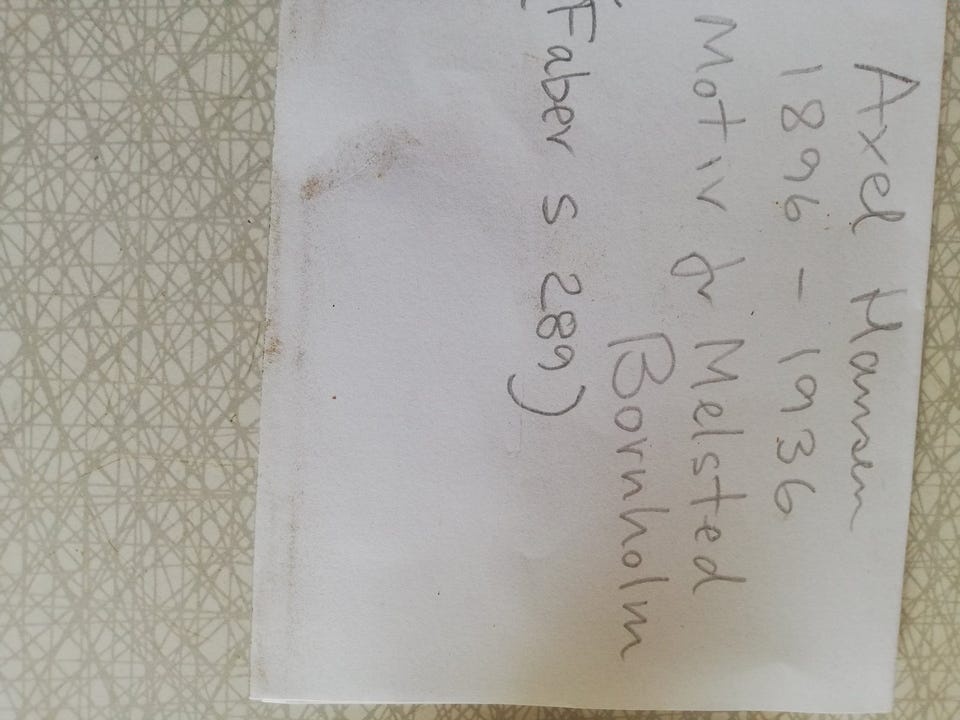 Axel Hansen
1896 - 1936
Motiv fr Melsted
Bornholm
(Faber s 289)